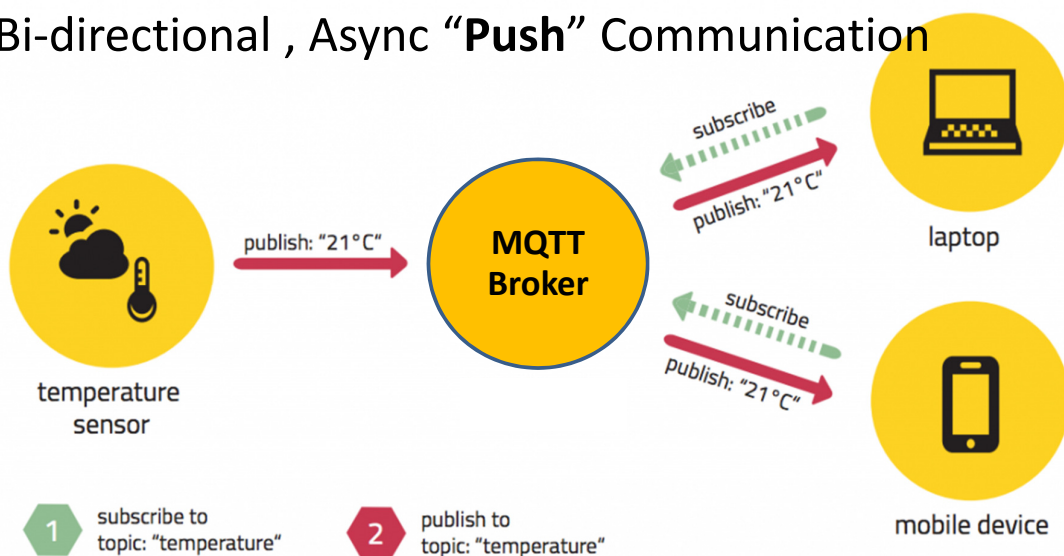 Bi-directional , Async “Push” Communication
subscribe
publish: “21°C“
laptop
publish: “21°C“
MQTT
Broker
temperature
sensor
subscribe
publish: “21°C“
mobile device
1
subscribe to
topic: “temperature“
2
publish to
topic: “temperature“